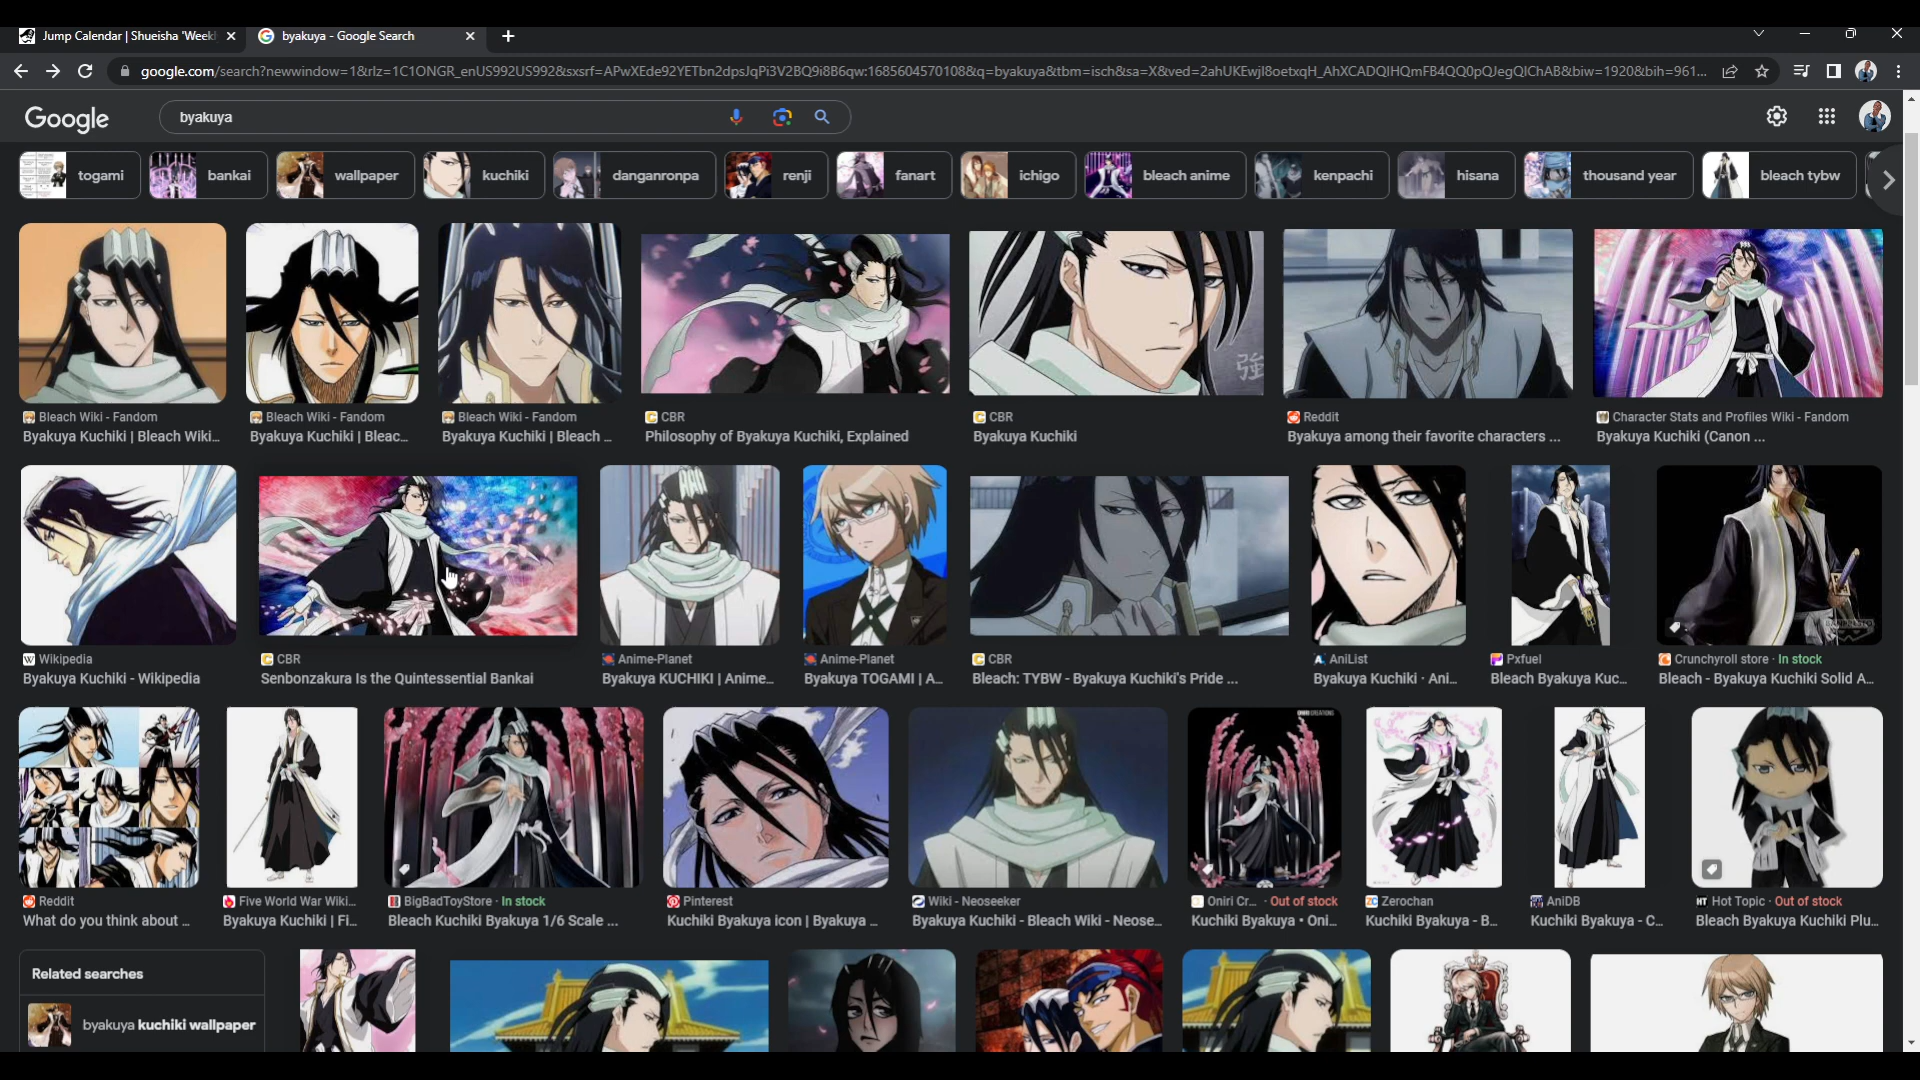 Jump Calendar | Shueisha 'Weekl
byakuya - Google Search
google.com/search?newwindow=1&rlz=1C1ONGR_enUS992US992&sxsrf=APwXEde92YETbn2dpsJqPi3V2BQ9i8B6qw:1685604570108&q=byakuya&tbm=isch&sa=X&ved=2ahUKEwjI8oetxqH_AhXCADQIHQmFB4QQ0pQJegQIChAB&biw=1920&bih=961...
Google
byakuya
togami
bankai
wallpaper
kuchiki
danganronpa
renji
fanart
ichigo
bleach anime
kenpachi
hisana
thousand year
bleach tybw
強
Bleach Wiki - Fandom
Byakuya Kuchiki | Bleach Wiki...
Bleach Wiki - Fandom
Byakuya Kuchiki | Bleac...
Bleach Wiki - Fandom
Byakuya Kuchiki | Bleach ...
CBR
Philosophy of Byakuya Kuchiki, Explained
CBR
Byakuya Kuchiki
Reddit
Byakuya among their favorite characters ...
Character Stats and Profiles Wiki - Fandom
Byakuya Kuchiki (Canon ...
Wikipedia
Byakuya Kuchiki - Wikipedia
CBR
Senbonzakura Is the Quintessential Bankai
Anime-Planet
Byakuya KUCHIKI | Anime...
Anime-Planet
Byakuya TOGAMI | A...
CBR
Bleach: TYBW - Byakuya Kuchiki's Pride ...
AniList
Byakuya Kuchiki · Ani...
Pxfuel
Bleach Byakuya Kuc...
Crunchyroll store · In stock
Bleach - Byakuya Kuchiki Solid A...
Reddit
What do you think about ...
Five World War Wiki...
Byakuya Kuchiki | Fi...
BigBadToyStore · In stock
Bleach Kuchiki Byakuya 1/6 Scale ...
Pinterest
Kuchiki Byakuya icon | Byakuya ...
Wiki - Neoseeker
Byakuya Kuchiki - Bleach Wiki - Neose...
Oniri Cr... · Out of stock
Kuchiki Byakuya • Oni...
Zerochan
Kuchiki Byakuya - B...
AniDB
Kuchiki Byakuya - C...
Hot Topic · Out of stock
Bleach Byakuya Kuchiki Plu...
Related searches
byakuya kuchiki wallpaper